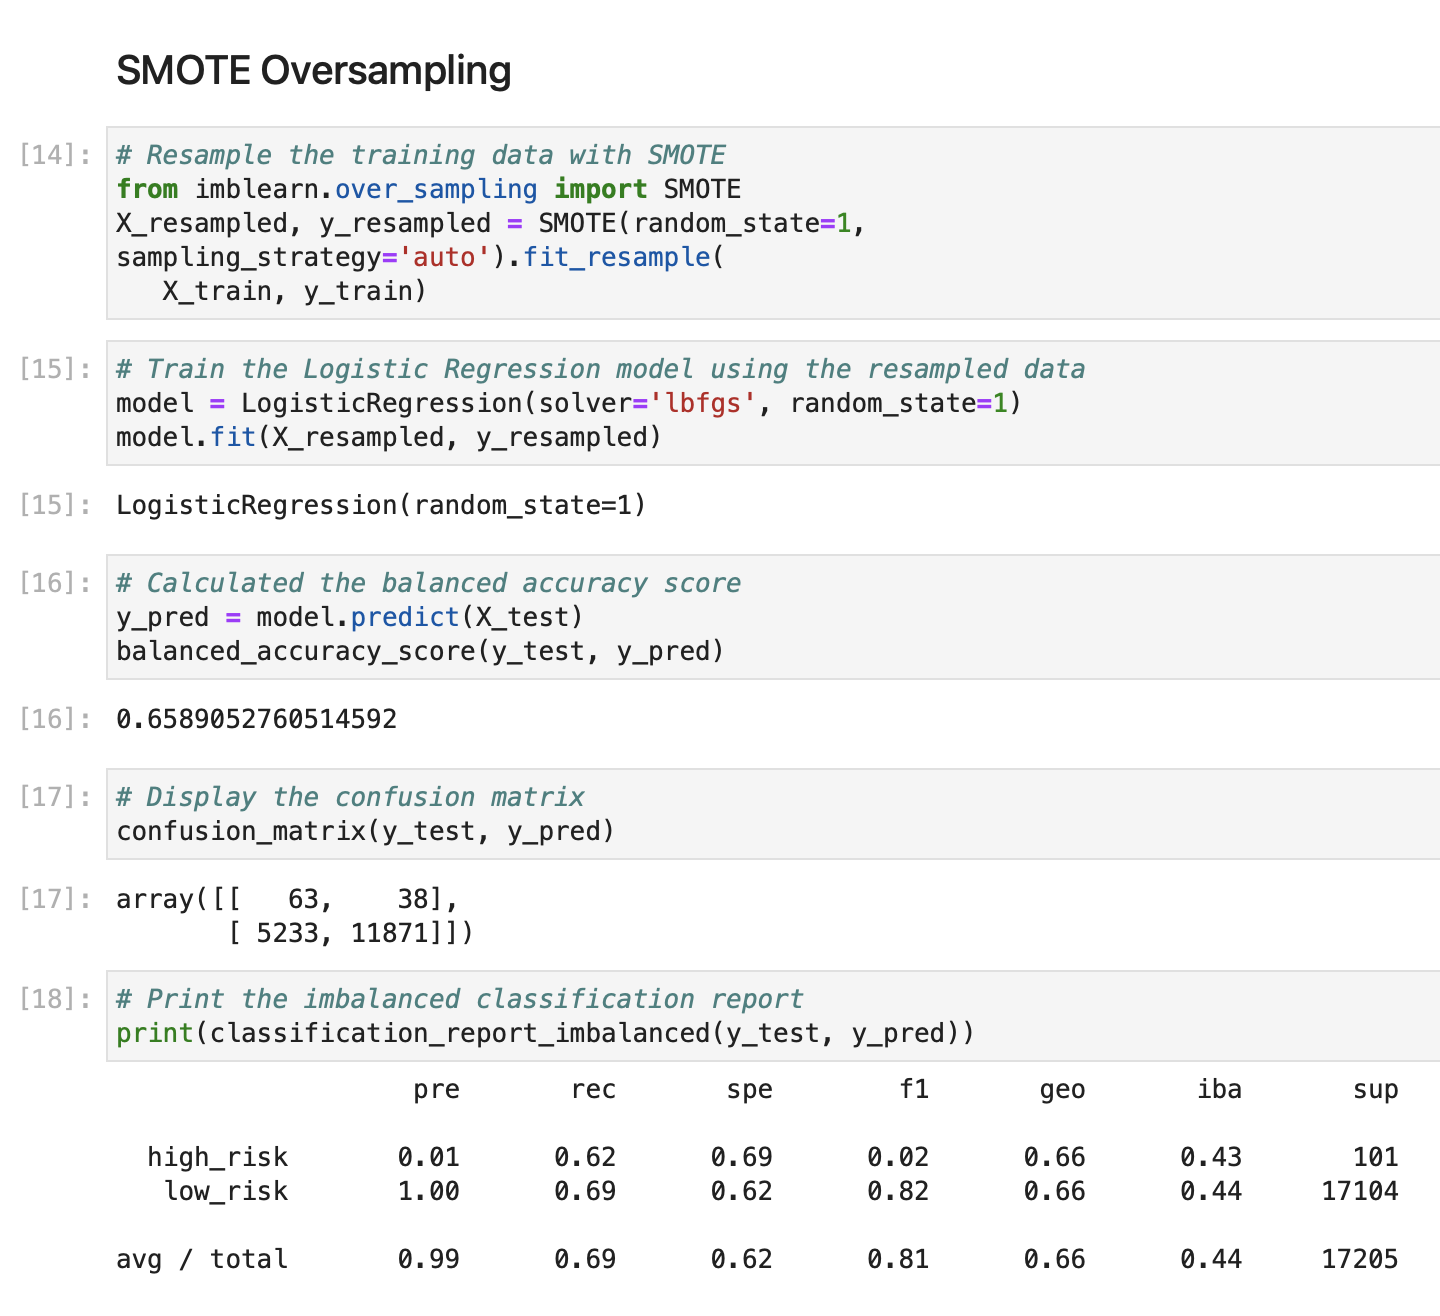 SMOTE Oversampling
[14]: # Resample the training data with SMOTE
from imblearn.over_sampling import SMOTE
X_resampled, y_resampled = SMOTE(random_state=1,
sampling_strategy='auto').fit_resample(
   X_train, y_train)
[15]: # Train the Logistic Regression model using the resampled data
model = LogisticRegression(solver='lbfgs', random_state=1)
model.fit(X_resampled, y_resampled)
[15]: LogisticRegression(random_state=1)
[16]: # Calculated the balanced accuracy score
y_pred = model.predict(X_test)
balanced_accuracy_score(y_test, y_pred)
[16]: 0.6589052760514592
[17]: # Display the confusion matrix
confusion_matrix(y_test, y_pred)
[17]: array([[   63,    38],
       [ 5233, 11871]])
[18]: # Print the imbalanced classification report
print(classification_report_imbalanced(y_test, y_pred))
                   pre       rec       spe        f1       geo       iba       sup
  high_risk       0.01      0.62      0.69      0.02      0.66      0.43       101
   low_risk       1.00      0.69      0.62      0.82      0.66      0.44     17104
avg / total       0.99      0.69      0.62      0.81      0.66      0.44     17205